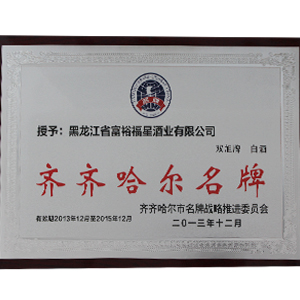 授予：黑龙江省富裕福星酒业有限公司
白酒
齐齐哈尔名牌
有效期2013年12月至2015年12月
齐齐哈尔市名牌战略推进委员会
二〇一三年十二月